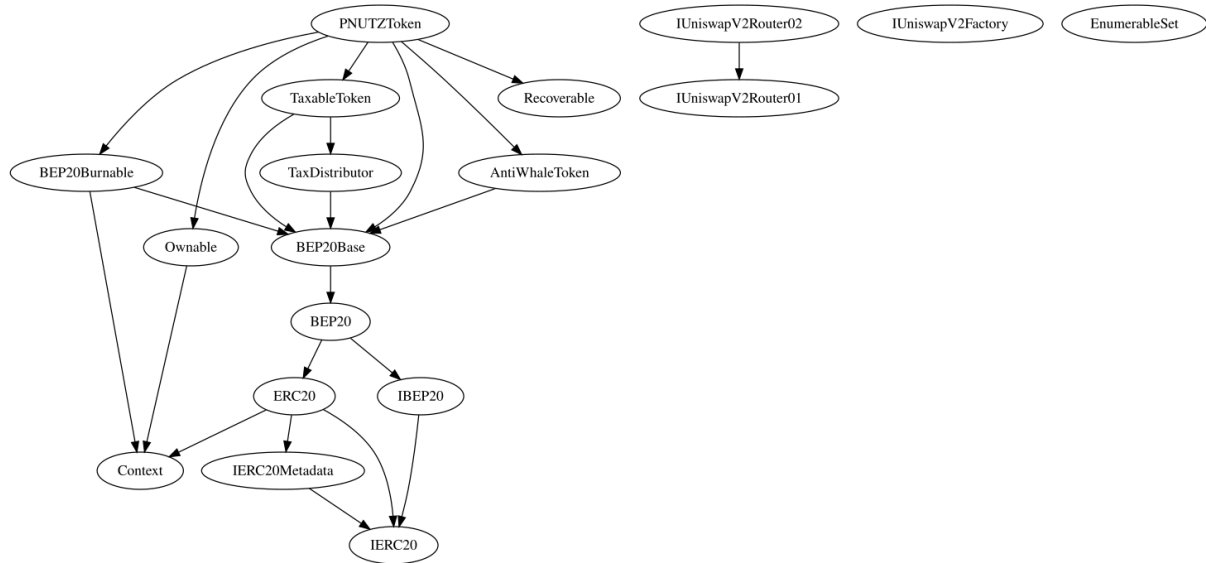 PNUTZToken
IUniswapV2Router02
IUniswapV2Factory
EnumerableSet
TaxableToken
Recoverable
IUniswapV2Router01
BEP20Burnable
TaxDistributor
AntiWhaleToken
Ownable
BEP20Base
BEP20
ERC20
IBEP20
Context
IERC20Metadata
IERC20